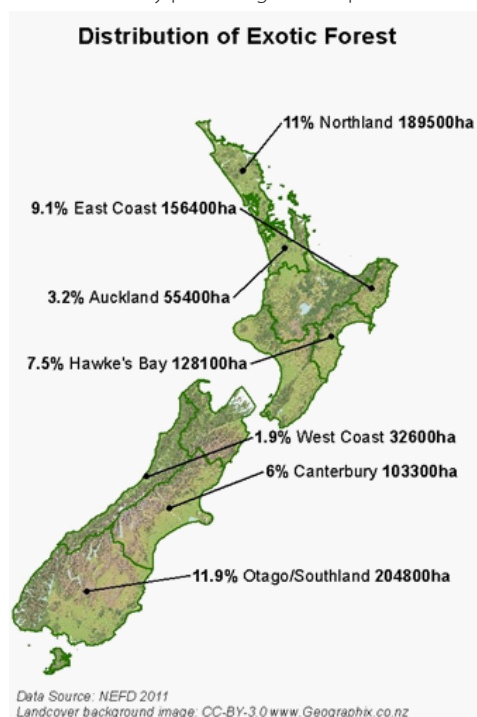 Distribution of Exotic Forest
11% Northland 189500ha
9.1% East Coast 156400ha
3.2% Auckland 55400ha
7.5% Hawke's Bay 128100ha
1.9% West Coast 32600ha
6% Canterbury 103300ha
11.9% Otago/Southland 204800ha
Data Source: NEFD 2011
Landcover background image: CC-BY-3.0 www.Geographix.co.nz